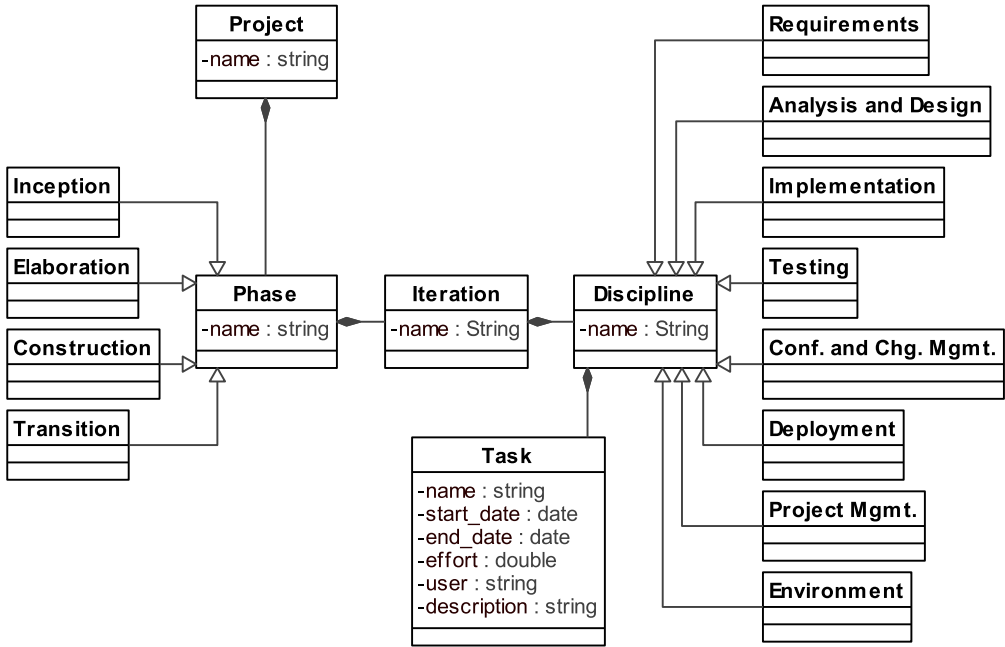 Project
-name : string
Inception
Elaboration
Construction
Transition
Phase
-name : string
Iteration
-name : String
Discipline
-name : String
Task
-name : string
-start_date : date
-end_date : date
-effort : double
-user : string
-description : string
Requirements
Analysis and Design
Implementation
Testing
Conf. and Chg. Mgmt.
Deployment
Project Mgmt.
Environment